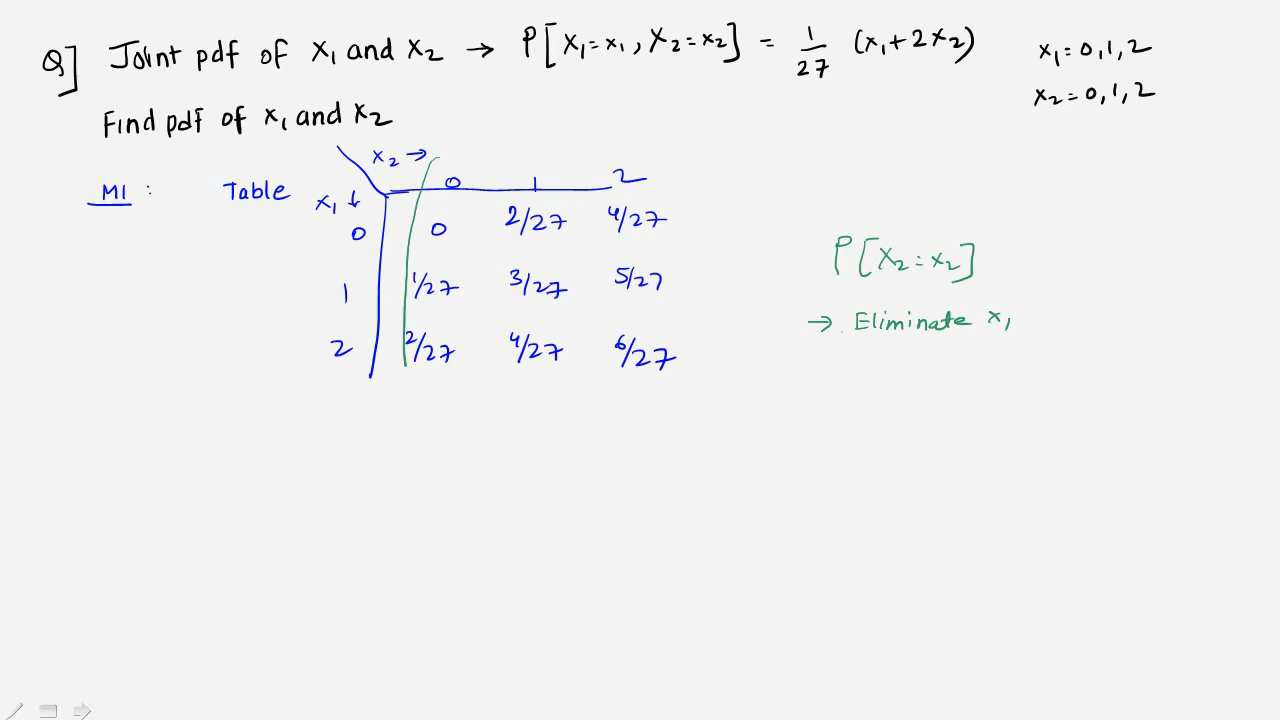 Q] Joint pdf of x₁ and x₂ → P[X₁=x₁, X₂=x₂] = 1/27 (x₁+2x₂) x₁=0,1,2
x₂=0,1,2
Find pdf of x₁ and x₂
M1 : Table
x₂ →
x₁ ↓
0 1 2
0 0 2/27 4/27
1 1/27 3/27 5/27
2 2/27 4/27 6/27
P[X₂=x₂]
→ Eliminate x₁